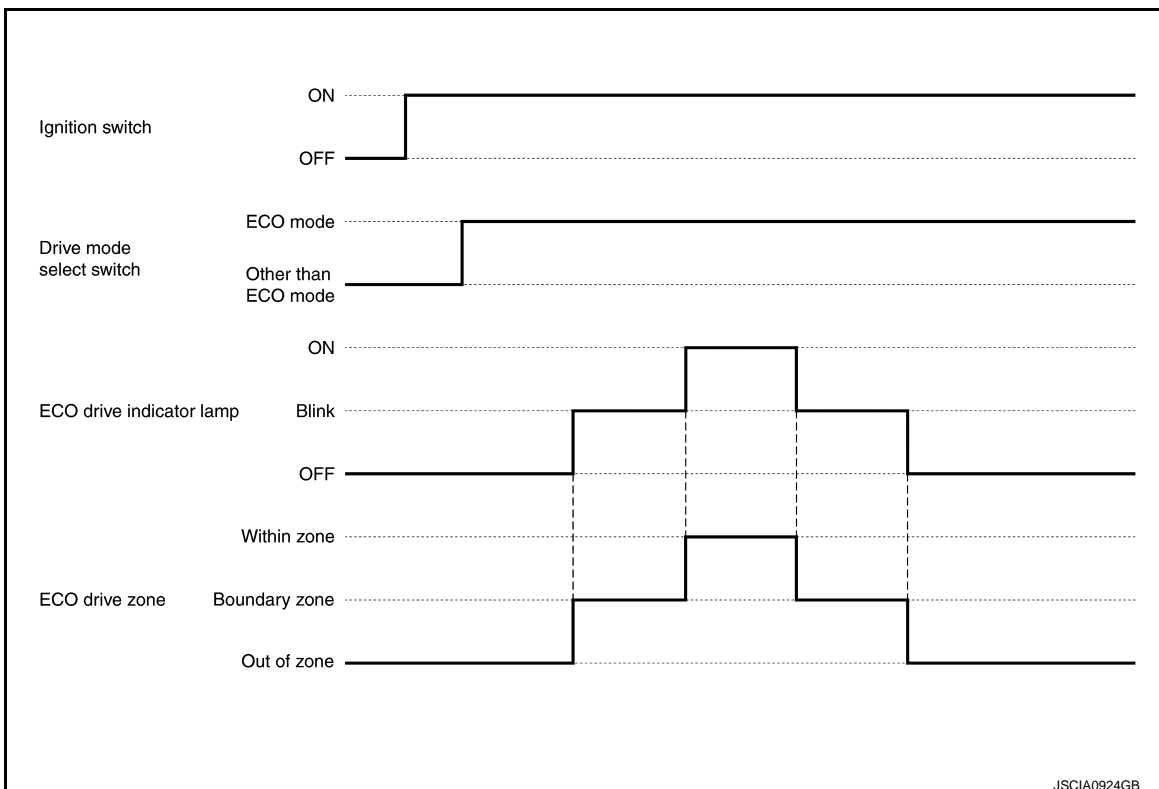 ON
Ignition switch
OFF
ECO mode
Drive mode
select switch
Other than
ECO mode
ON
ECO drive indicator lamp
Blink
OFF
Within zone
ECO drive zone
Boundary zone
Out of zone
JSCIA0924GB